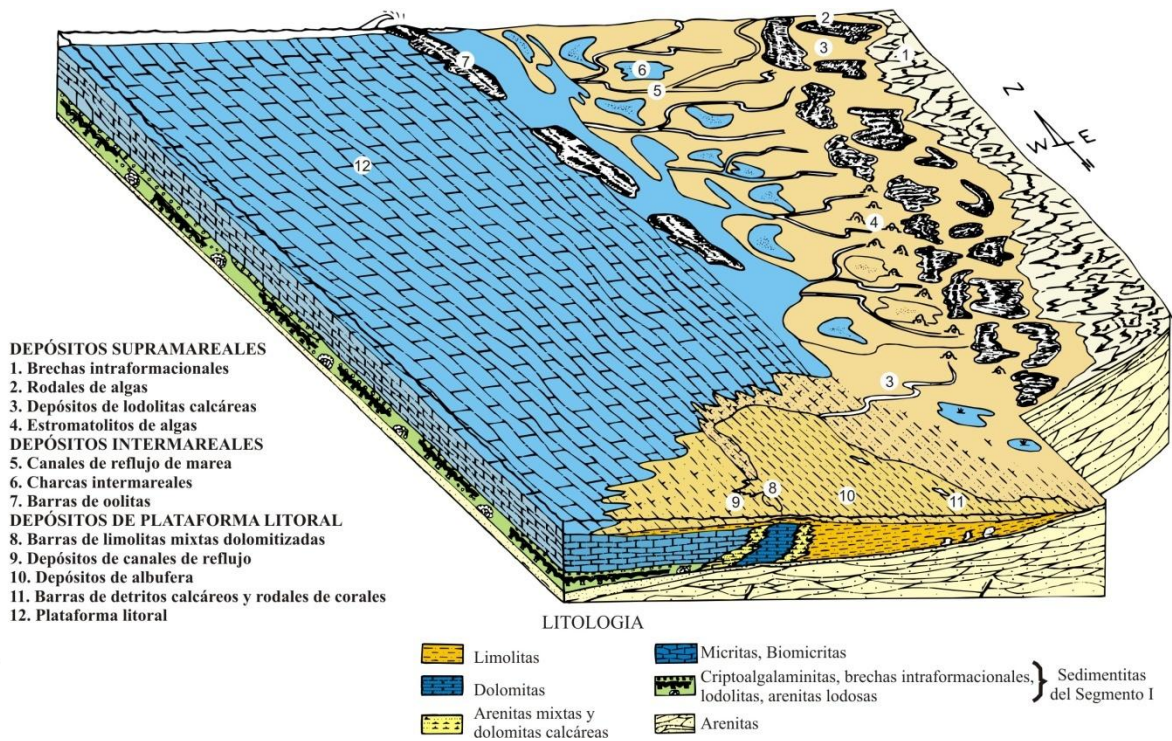 2
1
3
7
6
5
N
W E
12
4
3
DEPÓSITOS SUPRAMAREALES
1. Brechas intraformacionales
2. Rodales de algas
3. Depósitos de lodolitas calcáreas
4. Estromatolitos de algas
DEPÓSITOS INTERMAREALES
5. Canales de reflujo de marea
6. Charcas intermareales
7. Barras de oolitas
DEPÓSITOS DE PLATAFORMA LITORAL
8. Barras de limolitas mixtas dolomitizadas
9. Depósitos de canales de reflujo
10. Depósitos de albufera
11. Barras de detritos calcáreos y rodales de corales
12. Plataforma litoral
9 8 10 11
LITOLOGIA
Limolitas
Dolomitas
Arenitas mixtas y
dolomitas calcáreas
Micritas, Biomicritas
Criptoalgalaminitas, brechas intraformacionales,
lodolitas, arenitas lodosas
Sedimentitas
del Segmento I
Arenitas